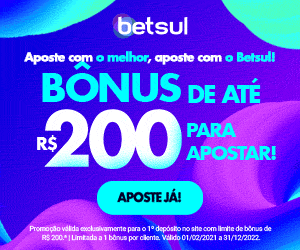 betsul
Aposte com o melhor, aposte com o Betsul!
BÔNUS DE ATÉ
R$ 200 PARA
APOSTAR!
APOSTE JÁ!
Promoção válida exclusivamente para o 1º depósito no site com limite de bônus de
R$ 200.* | Limitada a 1 bônus por cliente. Válido 01/02/2021 a 31/12/2022.